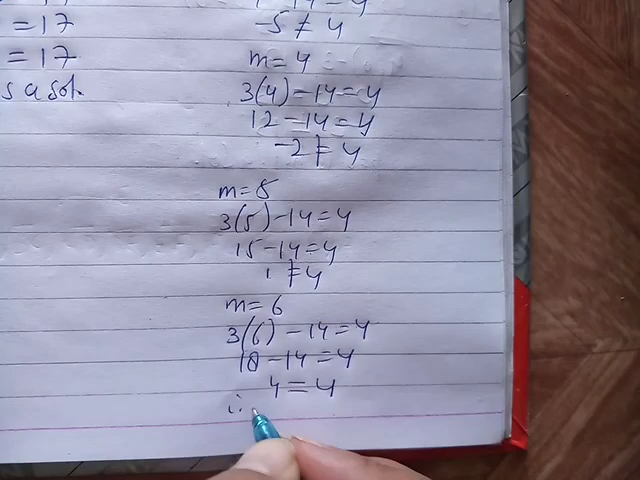 =17
=17
s a sol.
-5 ≠ 4
m=4
3(4)-14=4
12-14=4
-2 ≠ 4
m=5
3(5)-14=4
15-14=4
1 ≠ 4
m=6
3(6)-14=4
18-14=4
4=4
∴